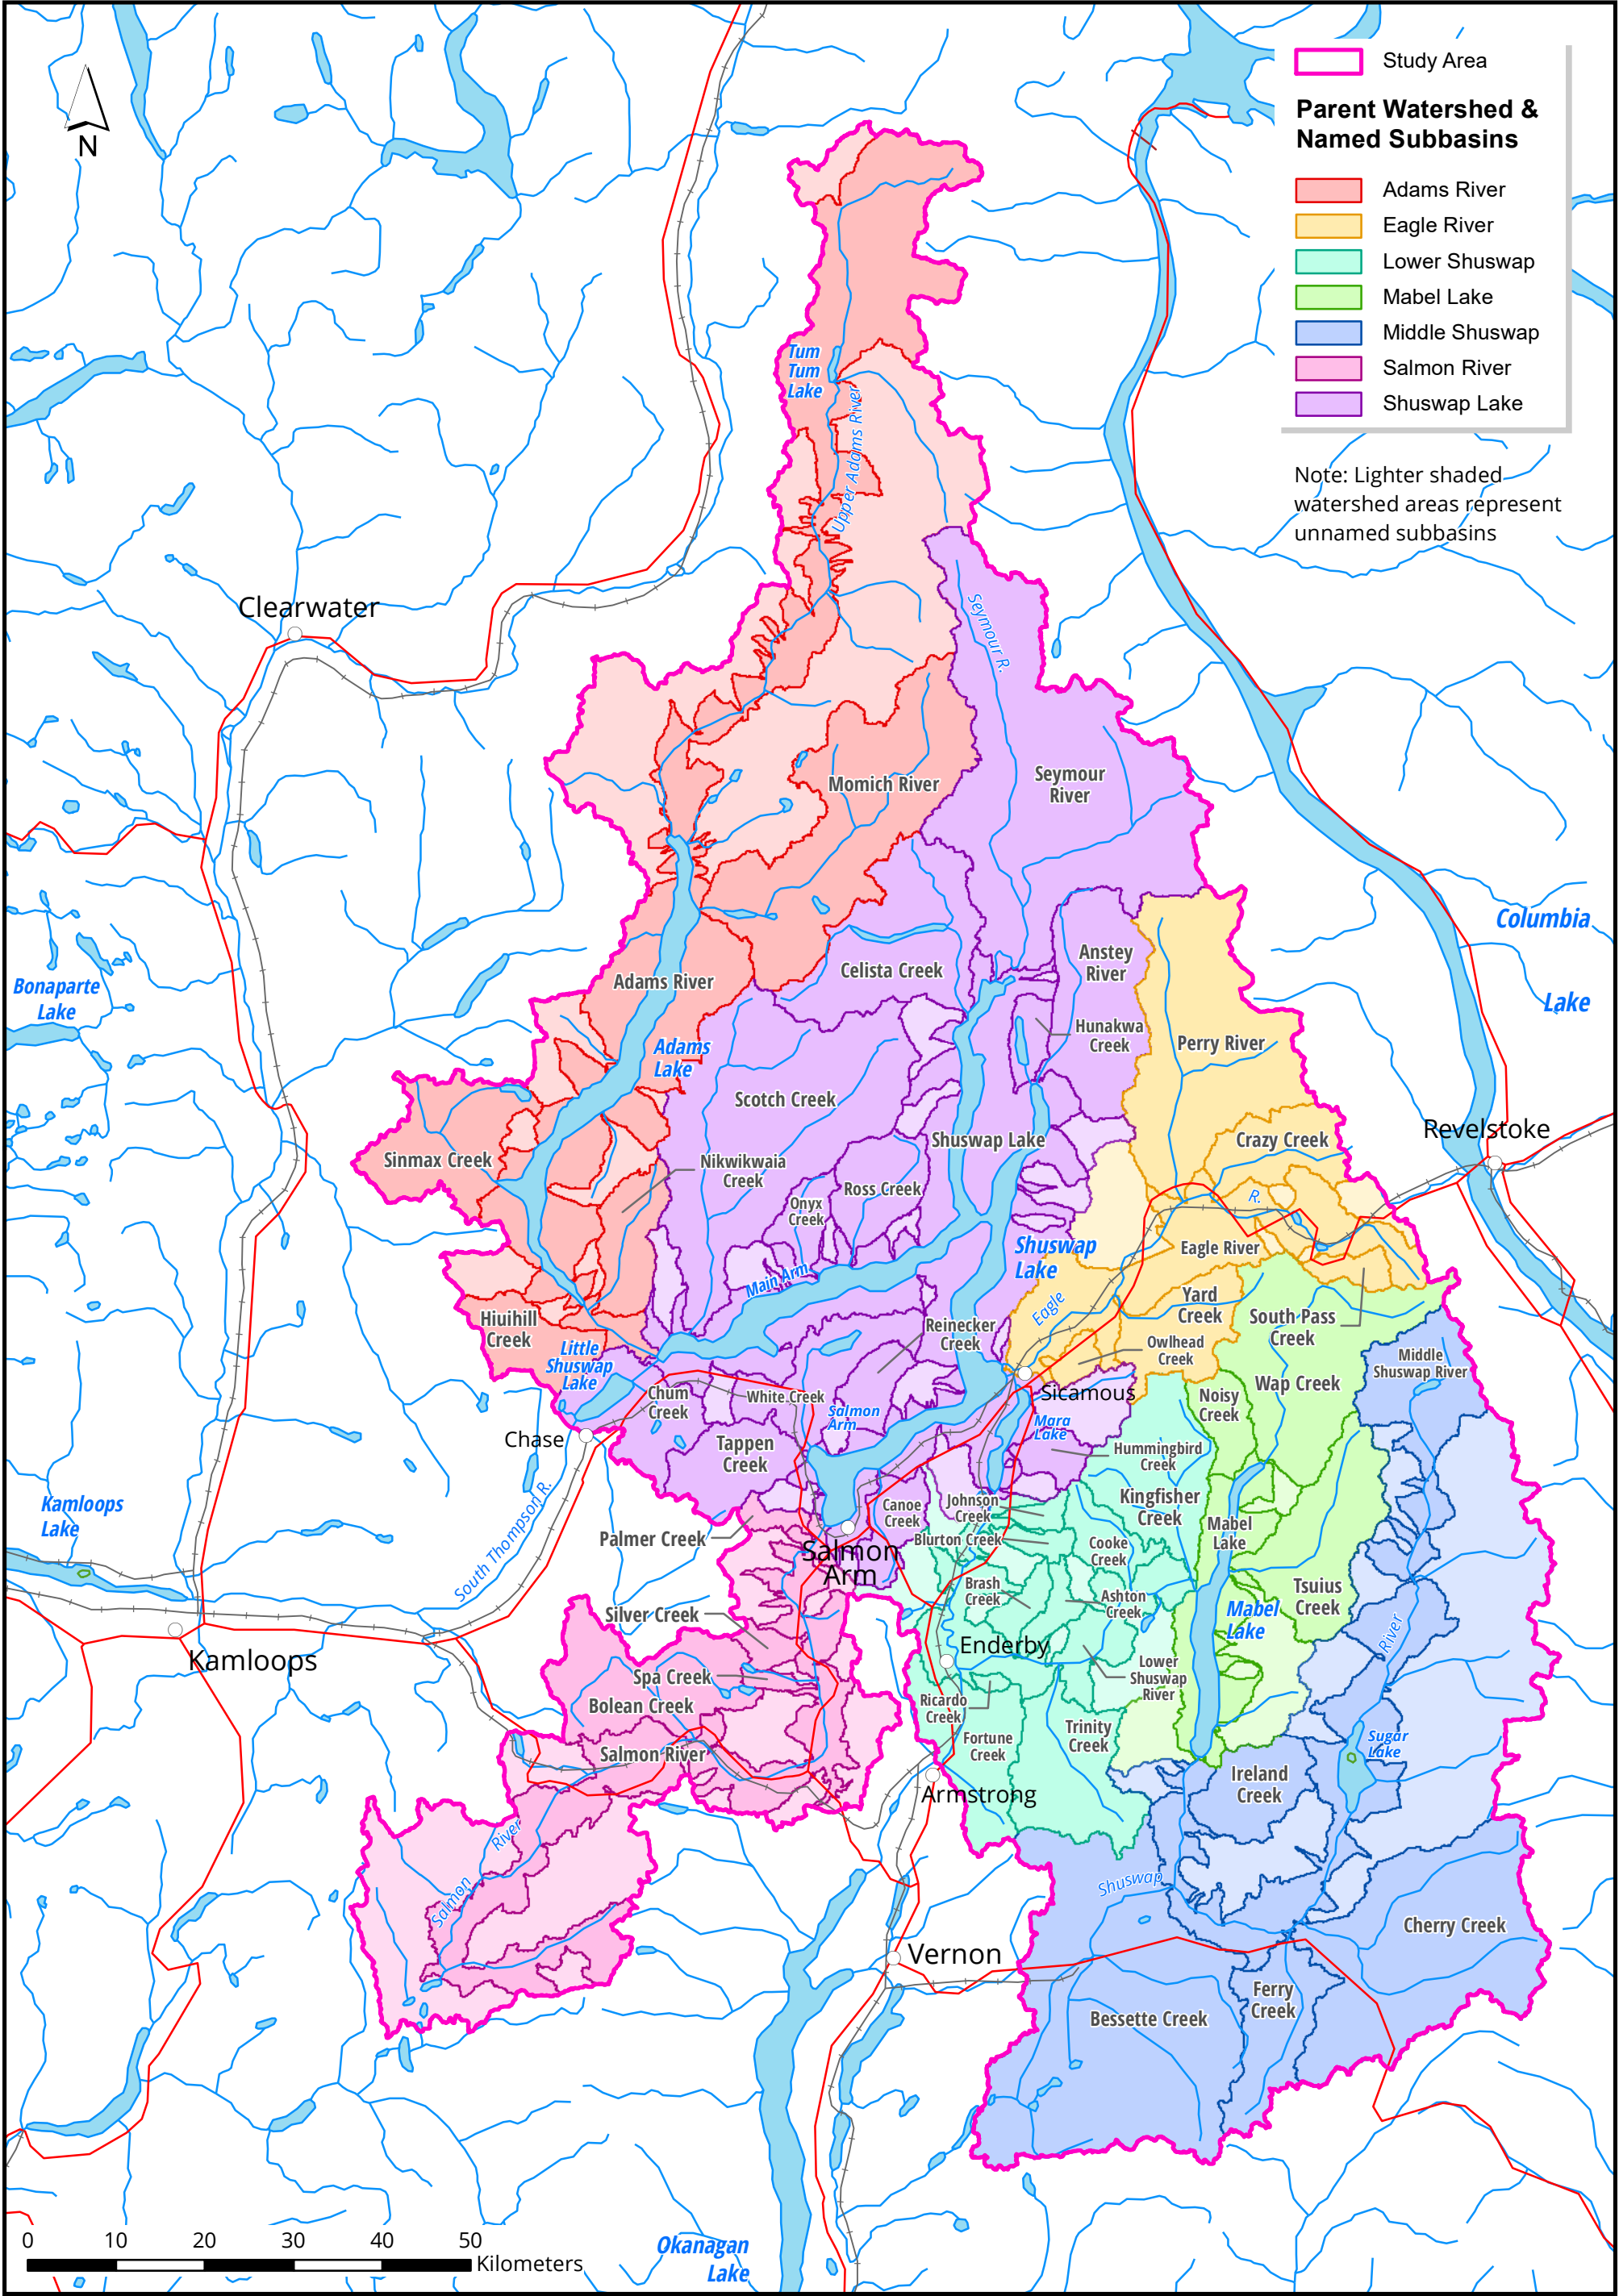 Study Area
Parent Watershed &
Named Subbasins
Adams River
Eagle River
Lower Shuswap
Mabel Lake
Middle Shuswap
Salmon River
Shuswap Lake
Note: Lighter shaded
watershed areas represent
unnamed subbasins
N
Tum
Tum
Lake
Upper Adams River
Clearwater
Seymour R.
Momich River
Seymour
River
Columbia
Lake
Bonaparte
Lake
Adams River
Celista Creek
Anstey
River
Hunakwa
Creek
Perry River
Adams
Lake
Scotch Creek
Shuswap Lake
Crazy Creek
Revelstoke
Sinmax Creek
Nikwikwaia
Creek
Ross Creek
Onyx
Creek
R.
Eagle River
Shuswap
Lake
Main Arm
Eagle
Yard
Creek
South Pass
Creek
Hiuihill
Creek
Little
Shuswap
Lake
Reinecker
Creek
Owlhead
Creek
Middle
Shuswap River
Chum
Creek
White Creek
Sicamous
Noisy
Creek
Wap Creek
Salmon
Arm
Mara
Lake
Chase
Tappen
Creek
Hummingbird
Creek
Kamloops
Lake
South Thompson R.
Palmer Creek
Canoe
Creek
Johnson
Creek
Kingfisher
Creek
Blurton Creek
Mabel
Lake
Salmon
Arm
Cooke
Creek
Brash
Creek
Ashton
Creek
Tsuius
Creek
Silver Creek
Mabel
Lake
River
Kamloops
Enderby
Spa Creek
Lower
Shuswap
River
Bolean Creek
Ricardo
Creek
Salmon River
Fortune
Creek
Trinity
Creek
Sugar
Lake
Ireland
Creek
Armstrong
River
Salmon
Shuswap
Cherry Creek
Vernon
Ferry
Creek
Bessette Creek
Okanagan
Lake
0 10 20 30 40 50
Kilometers